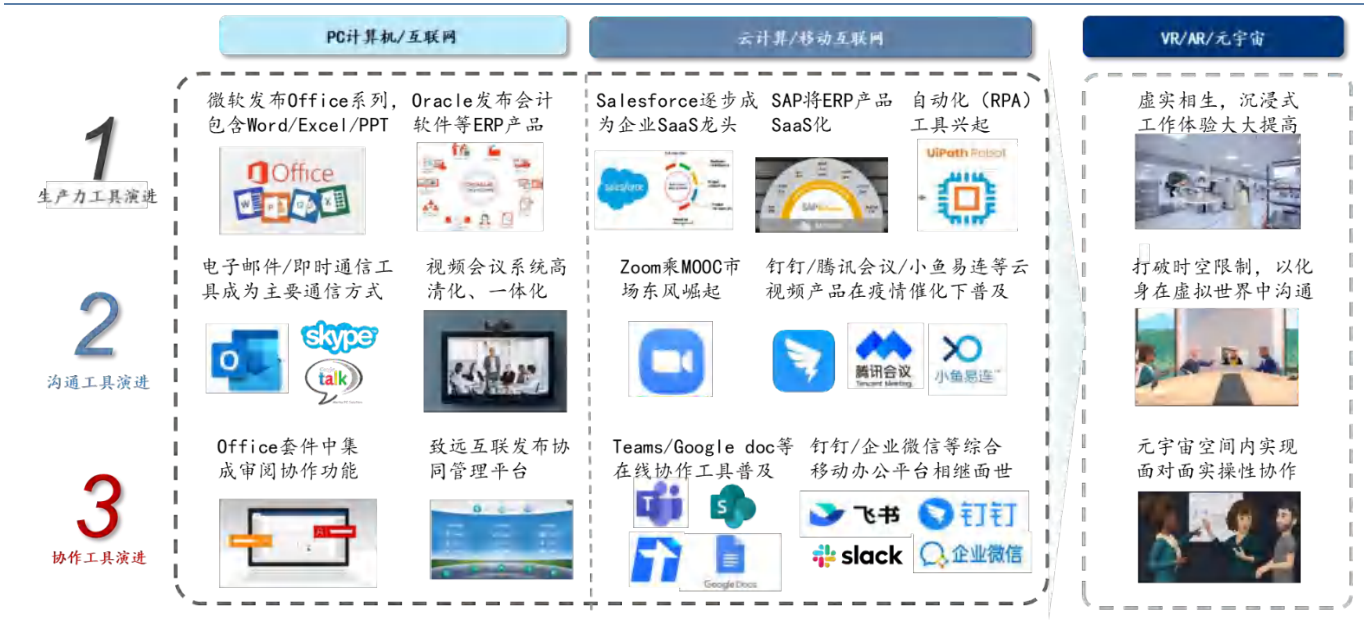 PC计算机/互联网
云计算/移动互联网
VR/AR/元宇宙
1
生产力工具演进
微软发布Office系列，
包含Word/Excel/PPT
Office
Oracle发布会计
软件等ERP产品
Salesforce逐步成
为企业SaaS龙头
salesforce
SAP将ERP产品
SaaS化
SAP
自动化（RPA）
工具兴起
UiPath Robot
虚实相生，沉浸式
工作体验大大提高
2
沟通工具演进
电子邮件/即时通信工
具成为主要通信方式
skype
talk
视频会议系统高
清化、一体化
Zoom乘MOOC市
场东风崛起
钉钉/腾讯会议/小鱼易连等云
视频产品在疫情催化下普及
腾讯会议
Tencent Meeting
小鱼易连
打破时空限制，以化
身在虚拟世界中沟通
3
协作工具演进
Office套件中集
成审阅协作功能
致远互联发布协
同管理平台
Teams/Google doc等
在线协作工具普及
Google Docs
钉钉/企业微信等综合
移动办公平台相继面世
飞书
钉钉
slack
企业微信
元宇宙空间内实现
面对面实操性协作